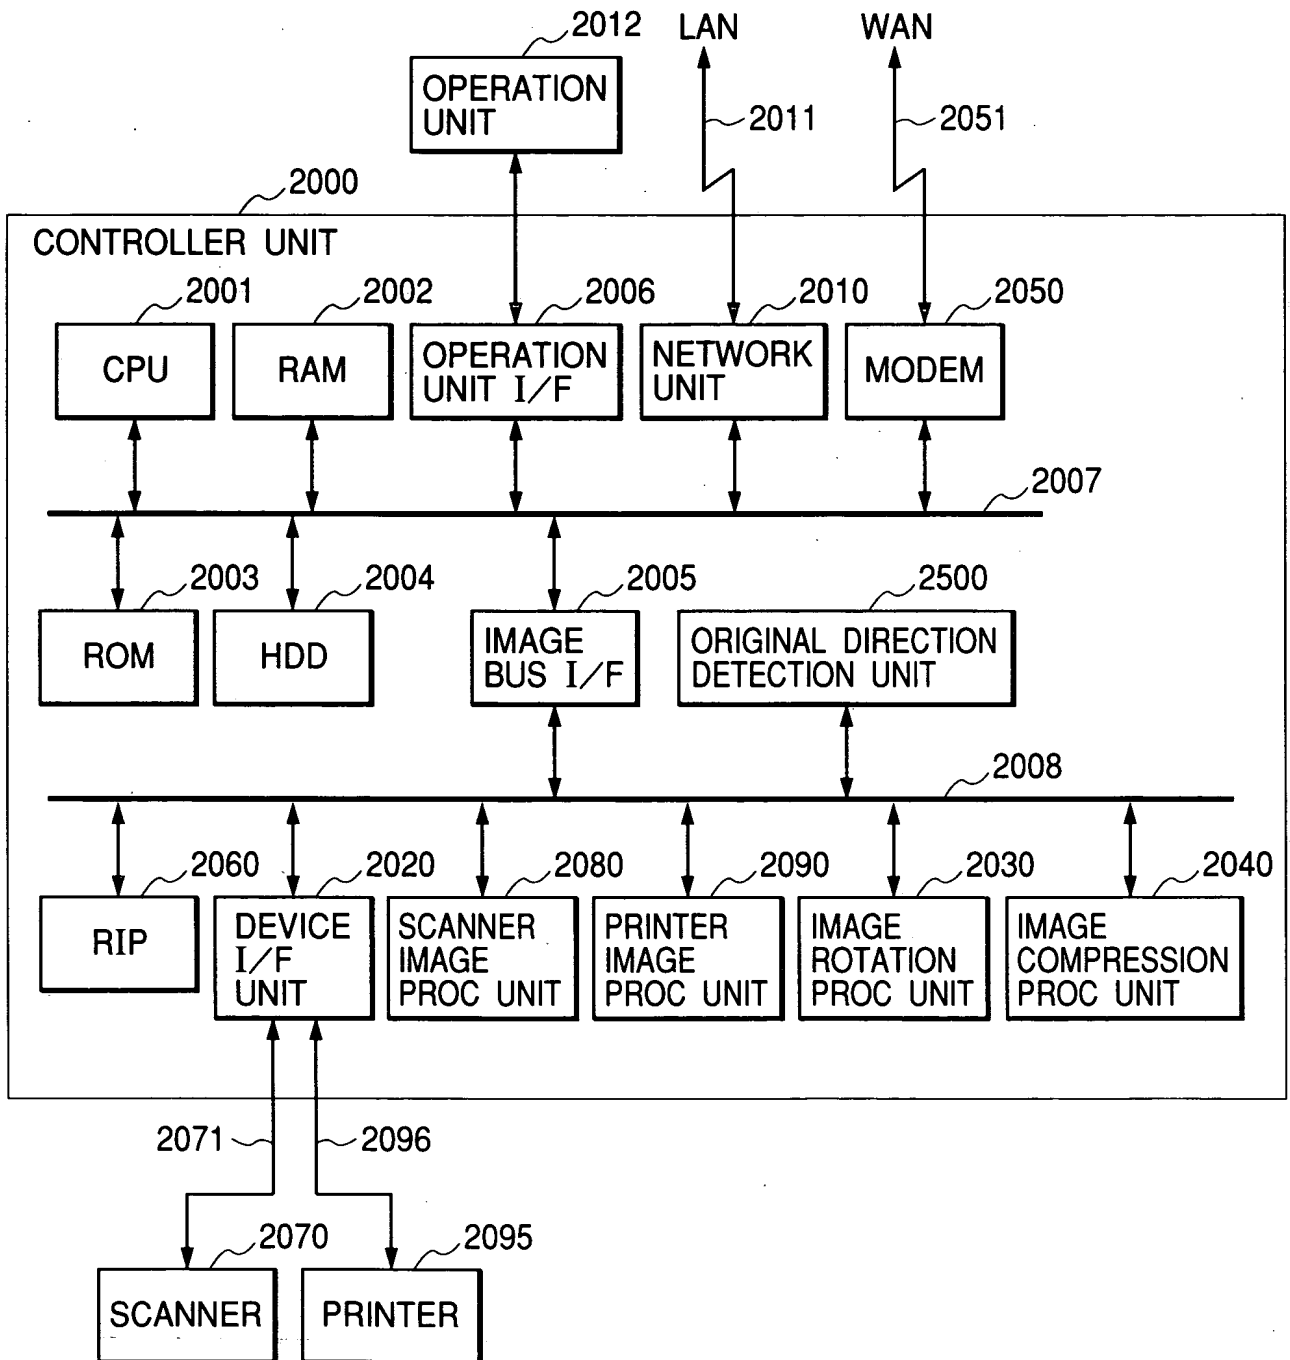 2012
LAN
WAN
OPERATION
UNIT
2011
2051
2000
CONTROLLER UNIT
2001
2002
2006
2010
2050
CPU
RAM
OPERATION
UNIT I/F
NETWORK
UNIT
MODEM
2007
2003
2004
2005
2500
ROM
HDD
IMAGE
BUS I/F
ORIGINAL DIRECTION
DETECTION UNIT
2008
2060
2020
2080
2090
2030
2040
RIP
DEVICE
I/F
UNIT
SCANNER
IMAGE
PROC UNIT
PRINTER
IMAGE
PROC UNIT
IMAGE
ROTATION
PROC UNIT
IMAGE
COMPRESSION
PROC UNIT
2071
2096
2070
2095
SCANNER
PRINTER